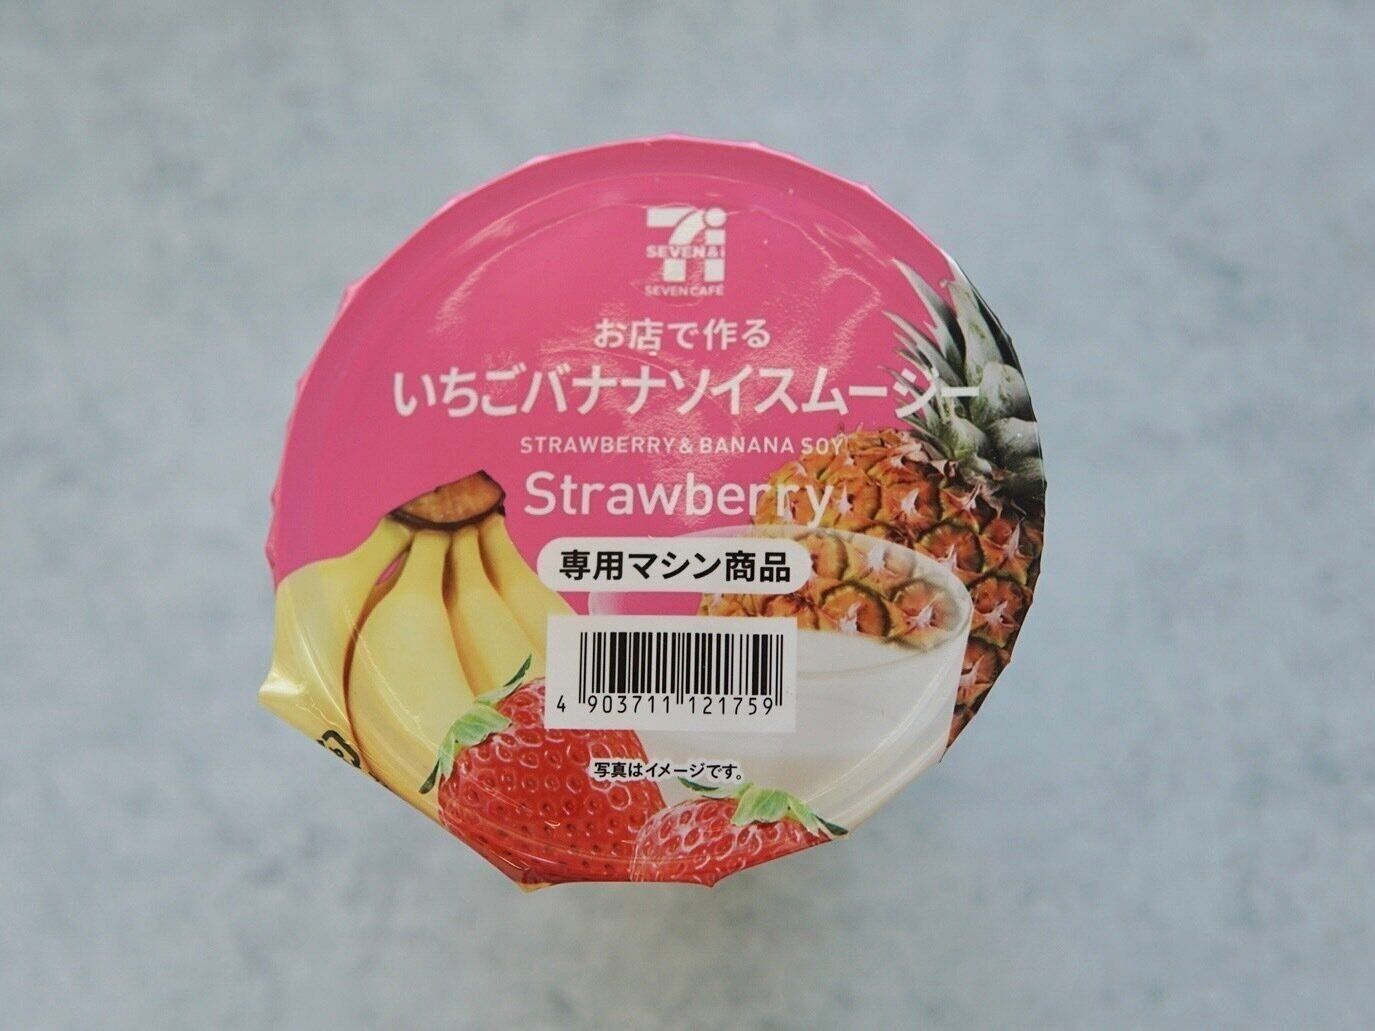 SEVEN&i
SEVEN CAFÉ
お店で作る
いちごバナナソイスムージー
STRAWBERRY & BANANA SOY
Strawberry
専用マシン商品
4 903711 121759
写真はイメージです。